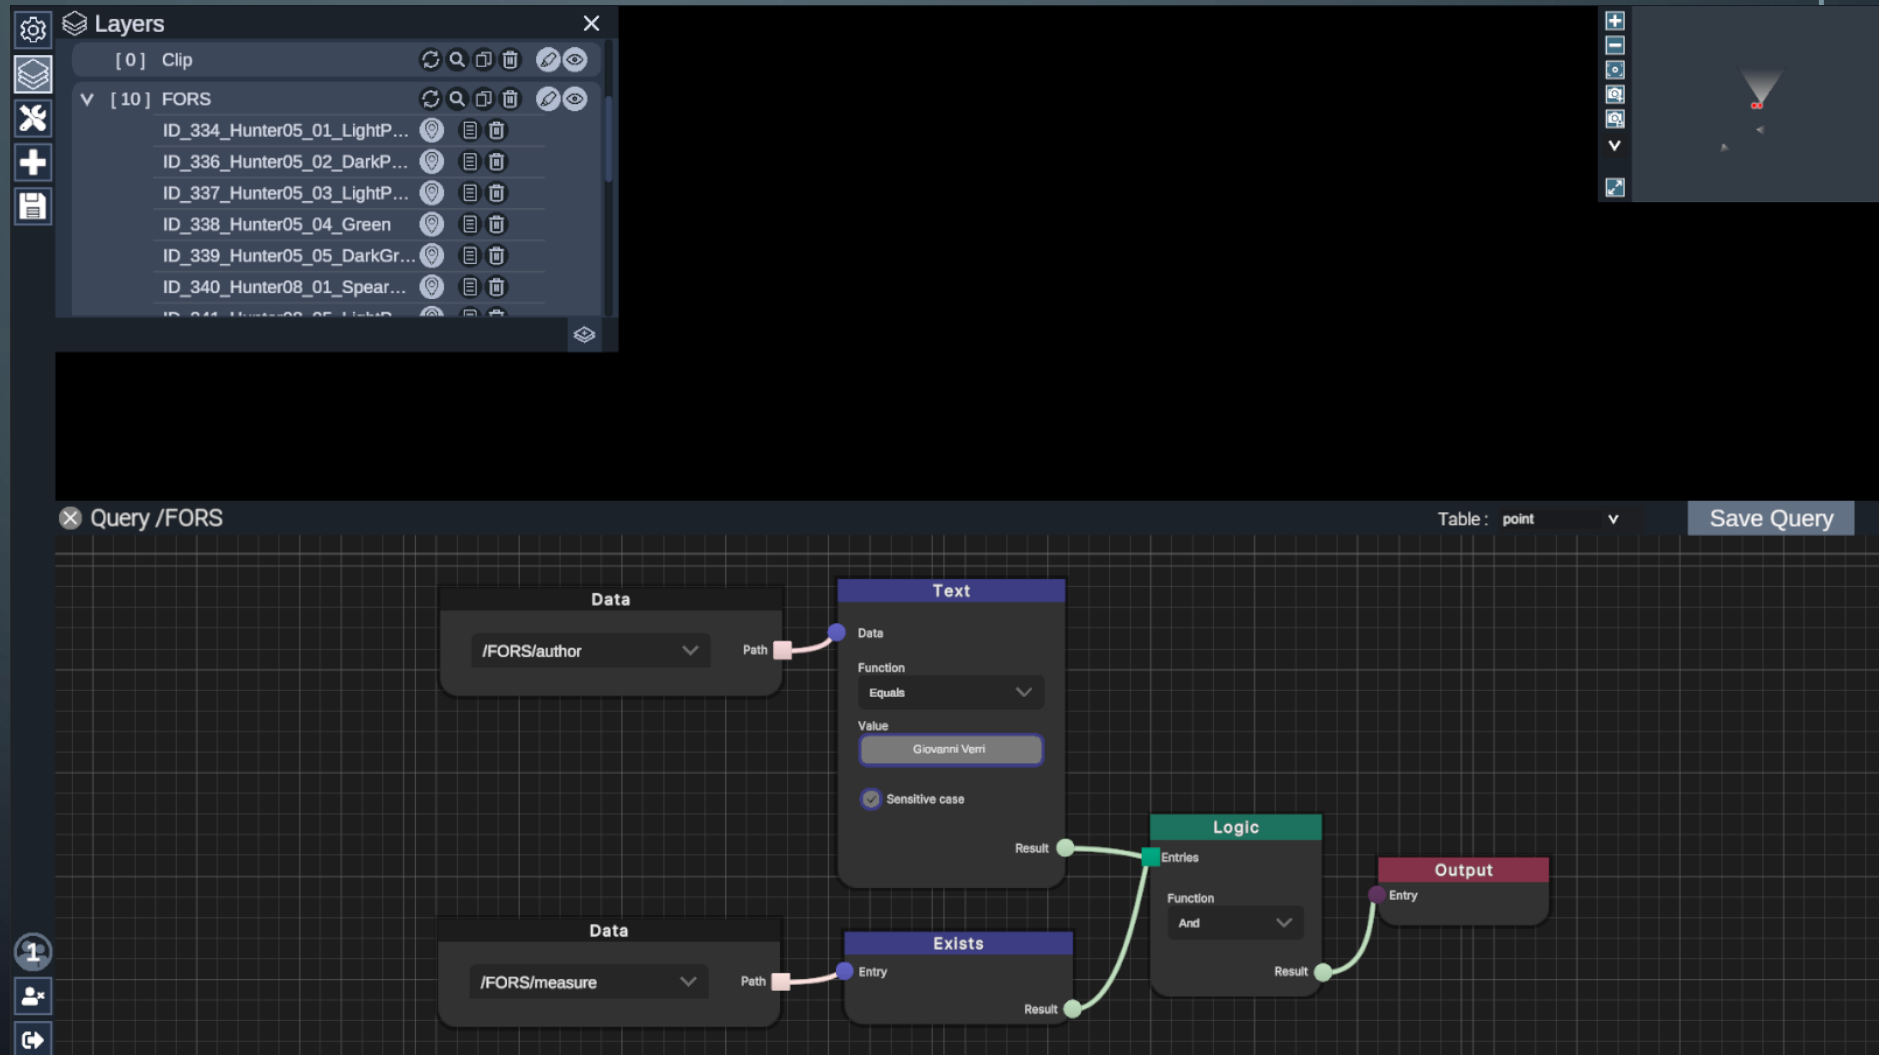 Layers
[ 0 ] Clip
[ 10 ] FORS
ID_334_Hunter05_01_LightP...
ID_336_Hunter05_02_DarkP...
ID_337_Hunter05_03_LightP...
ID_338_Hunter05_04_Green
ID_339_Hunter05_05_DarkGr...
ID_340_Hunter08_01_Spear...
Query /FORS
Table : point
Save Query
Data
/FORS/author
Path
Text
Data
Function
Equals
Value
Giovanni Verri
Sensitive case
Result
Data
/FORS/measure
Path
Exists
Entry
Result
Logic
Entries
Function
And
Result
Output
Entry
1